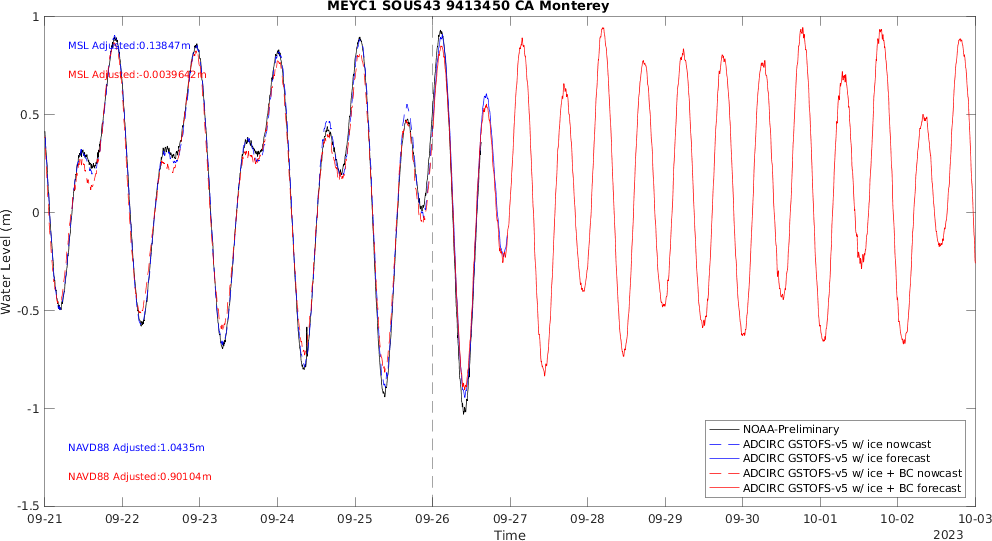 MEYC1 SOUS43 9413450 CA Monterey
1
0.5
0
-0.5
-1
-1.5
Water Level (m)
MSL Adjusted:0.13847m
MSL Adjusted:-0.0039642m
NAVD88 Adjusted:1.0435m
NAVD88 Adjusted:0.90104m
NOAA-Preliminary
ADCIRC GSTOFS-v5 w/ ice nowcast
ADCIRC GSTOFS-v5 w/ ice forecast
ADCIRC GSTOFS-v5 w/ ice + BC nowcast
ADCIRC GSTOFS-v5 w/ ice + BC forecast
09-21 09-22 09-23 09-24 09-25 09-26 09-27 09-28 09-29 09-30 10-01 10-02 10-03
Time
2023